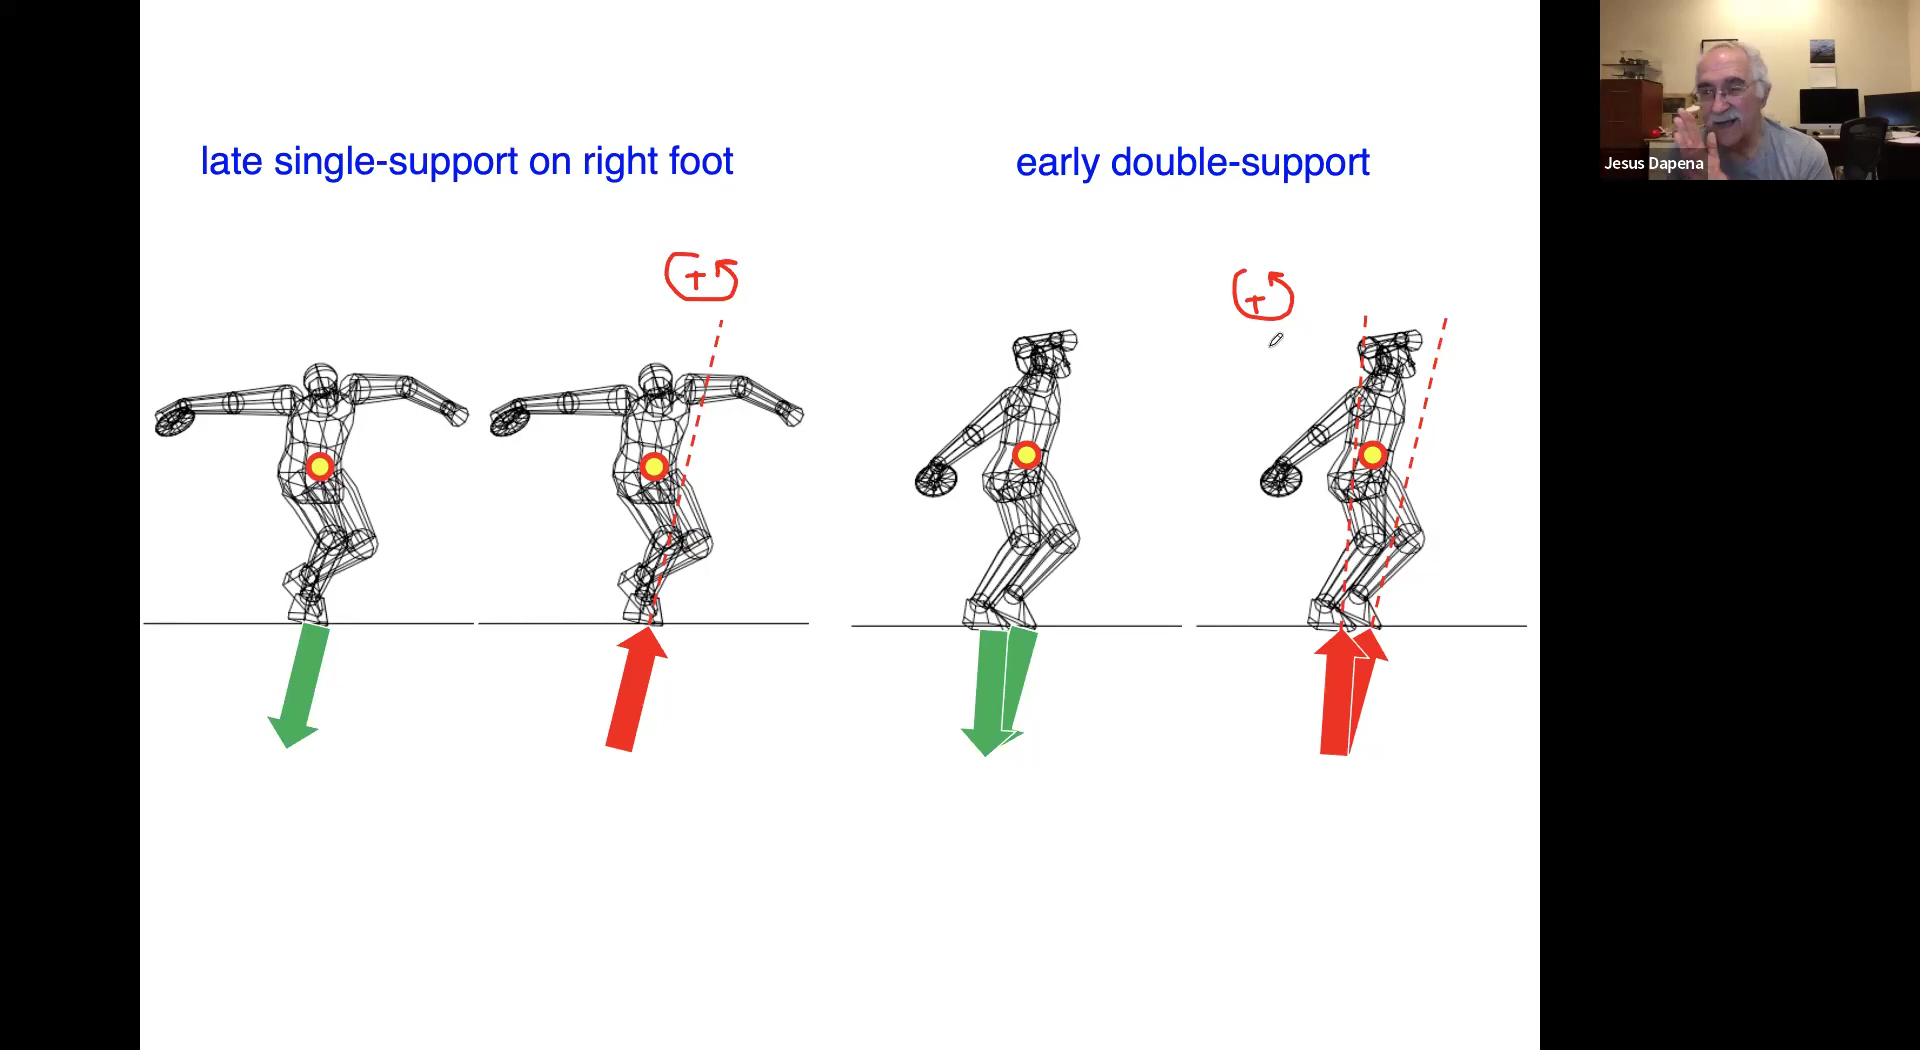 late single-support on right foot
early double-support
+
+
Jesus Dapena